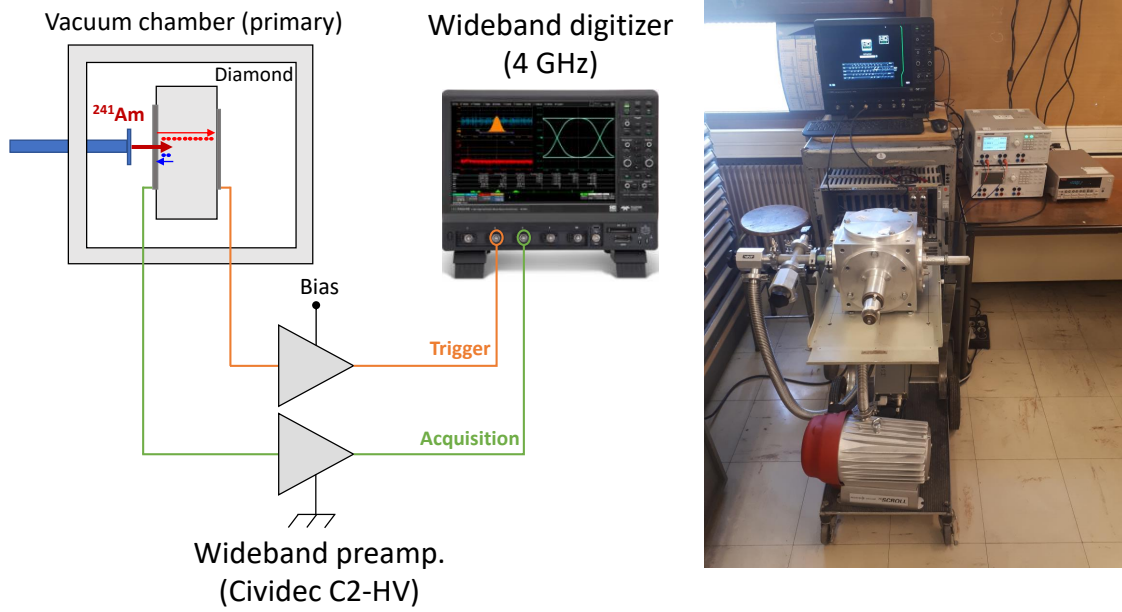 Vacuum chamber (primary)
Diamond
²⁴¹Am
Wideband digitizer
(4 GHz)
Bias
Trigger
Acquisition
Wideband preamp.
(Cividec C2-HV)